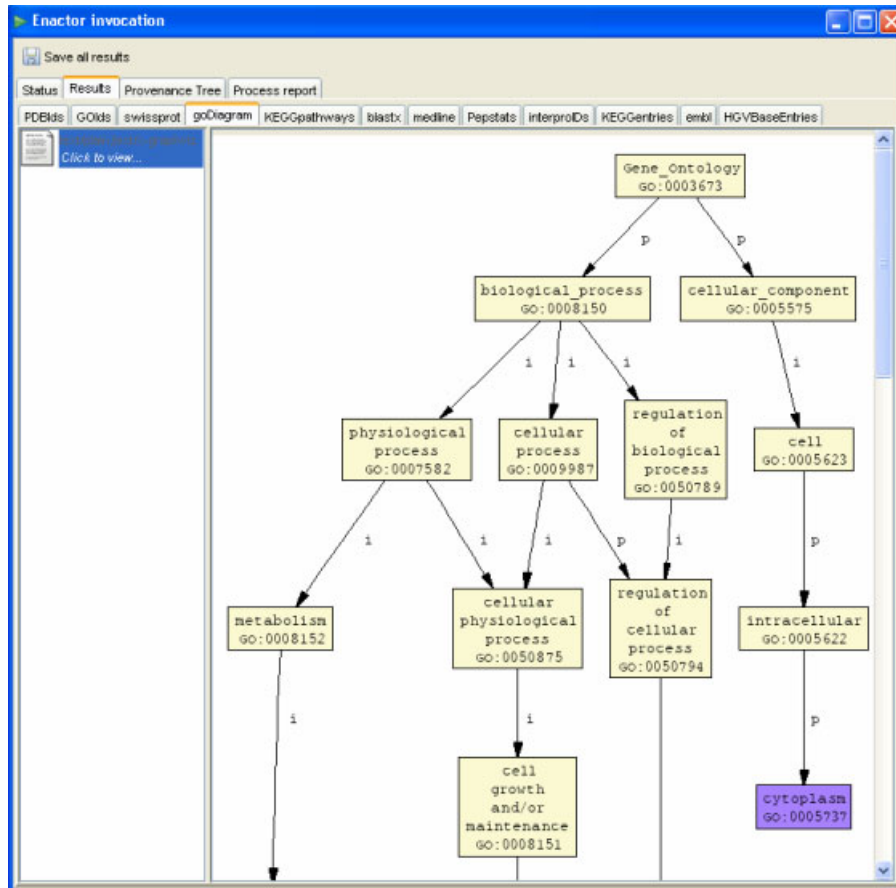 Enactor invocation
Save all results
Status Results Provenance Tree Process report
PDBIds GOIds swissprot goDiagram KEGGpathways blastx medline Pepstats interproIDs KEGGentries embl HGVBaseEntries
Click to view...
Gene_Ontology
GO:0003673
p p
biological_process
GO:0008150
cellular_component
GO:0005575
i i i i
physiological
process
GO:0007582
cellular
process
GO:0009987
regulation
of
biological
process
GO:0050789
cell
GO:0005623
i i i p i p
metabolism
GO:0008152
cellular
physiological
process
GO:0050875
regulation
of
cellular
process
GO:0050794
intracellular
GO:0005622
i i p
cell
growth
and/or
maintenance
GO:0008151
cytoplasm
GO:0005737